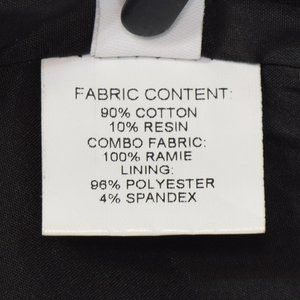 FABRIC CONTENT:
90% COTTON
10% RESIN
COMBO FABRIC:
100% RAMIE
LINING:
96% POLYESTER
4% SPANDEX